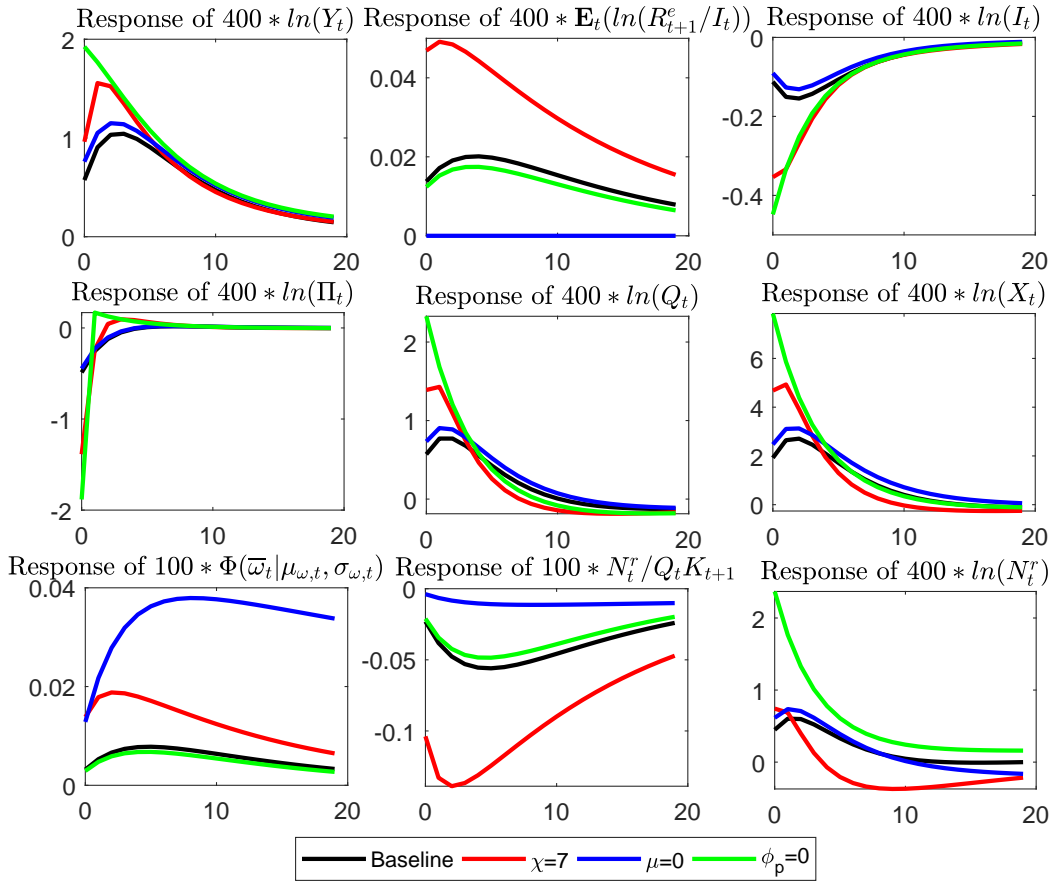 Response of 400 ∗ ln(Y_t)
Response of 400 ∗ E_t(ln(R^e_{t+1}/I_t))
Response of 400 ∗ ln(I_t)
2
1
0
0.04
0.02
0
0
-0.2
-0.4
0 10 20
0 10 20
0 10 20
Response of 400 ∗ ln(Π_t)
Response of 400 ∗ ln(Q_t)
Response of 400 ∗ ln(X_t)
0
-1
-2
2
1
0
6
4
2
0
0 10 20
0 10 20
0 10 20
Response of 100 ∗ Φ(ω̅_t|μ_{ω,t}, σ_{ω,t})
Response of 100 ∗ N^r_t/Q_tK_{t+1}
Response of 400 ∗ ln(N^r_t)
0.04
0.02
0
0
-0.05
-0.1
2
1
0
0 10 20
0 10 20
0 10 20
Baseline χ=7 μ=0 ϕ_p=0